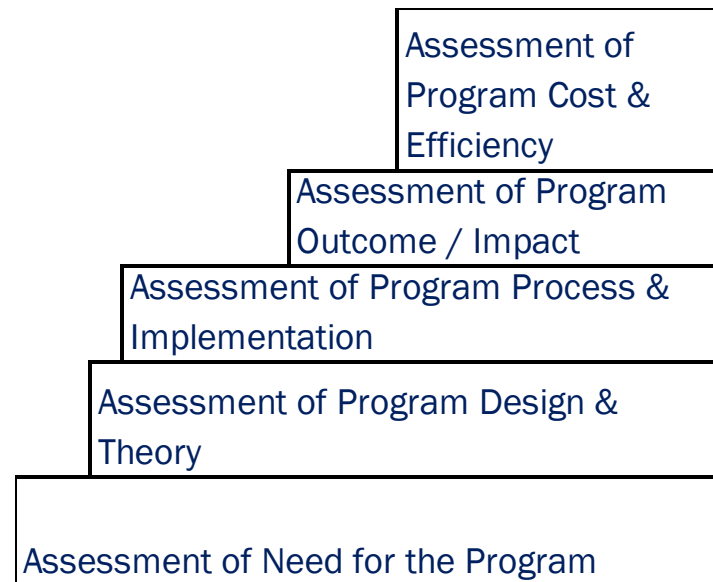 Assessment of
Program Cost &
Efficiency
Assessment of Program
Outcome / Impact
Assessment of Program Process &
Implementation
Assessment of Program Design &
Theory
Assessment of Need for the Program